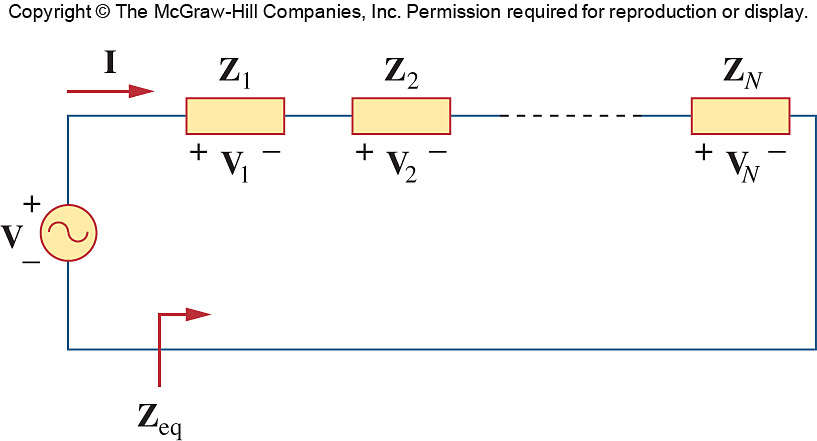 Copyright © The McGraw-Hill Companies, Inc. Permission required for reproduction or display.
I
Z1 Z2 ZN
+ V1 − + V2 − + VN −
+
V
−
Zeq